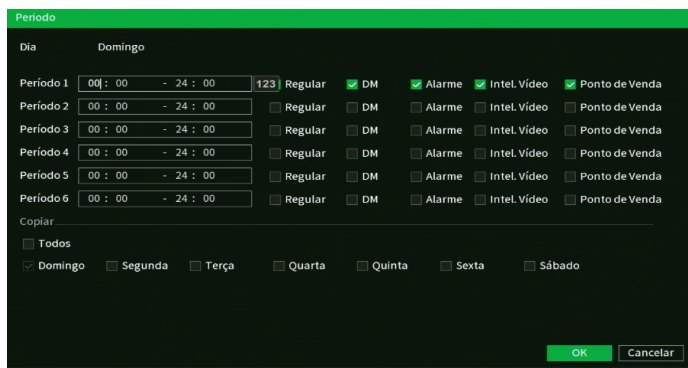 Período
Dia Domingo
Período 1 00 : 00 - 24 : 00 123 Regular DM Alarme Intel. Vídeo Ponto de Venda
Período 2 00 : 00 - 24 : 00 Regular DM Alarme Intel. Vídeo Ponto de Venda
Período 3 00 : 00 - 24 : 00 Regular DM Alarme Intel. Vídeo Ponto de Venda
Período 4 00 : 00 - 24 : 00 Regular DM Alarme Intel. Vídeo Ponto de Venda
Período 5 00 : 00 - 24 : 00 Regular DM Alarme Intel. Vídeo Ponto de Venda
Período 6 00 : 00 - 24 : 00 Regular DM Alarme Intel. Vídeo Ponto de Venda
Copiar
Todos
Domingo Segunda Terça Quarta Quinta Sexta Sábado
OK Cancelar